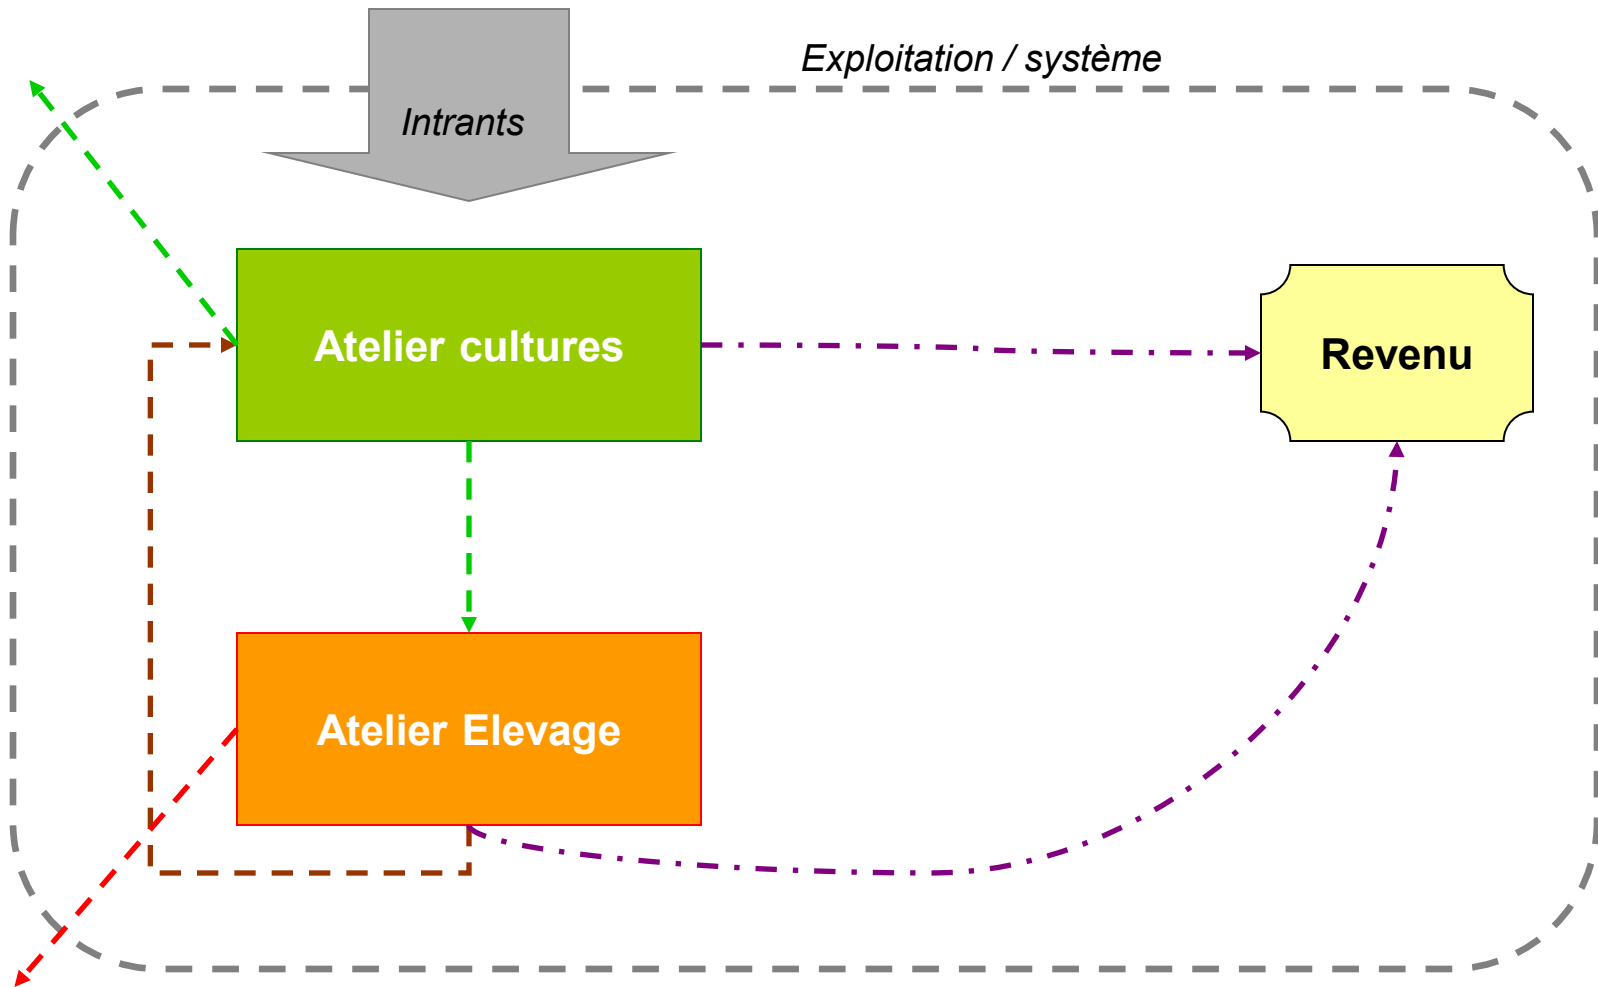 Exploitation / système
Intrants
Atelier cultures
Revenu
Atelier Elevage